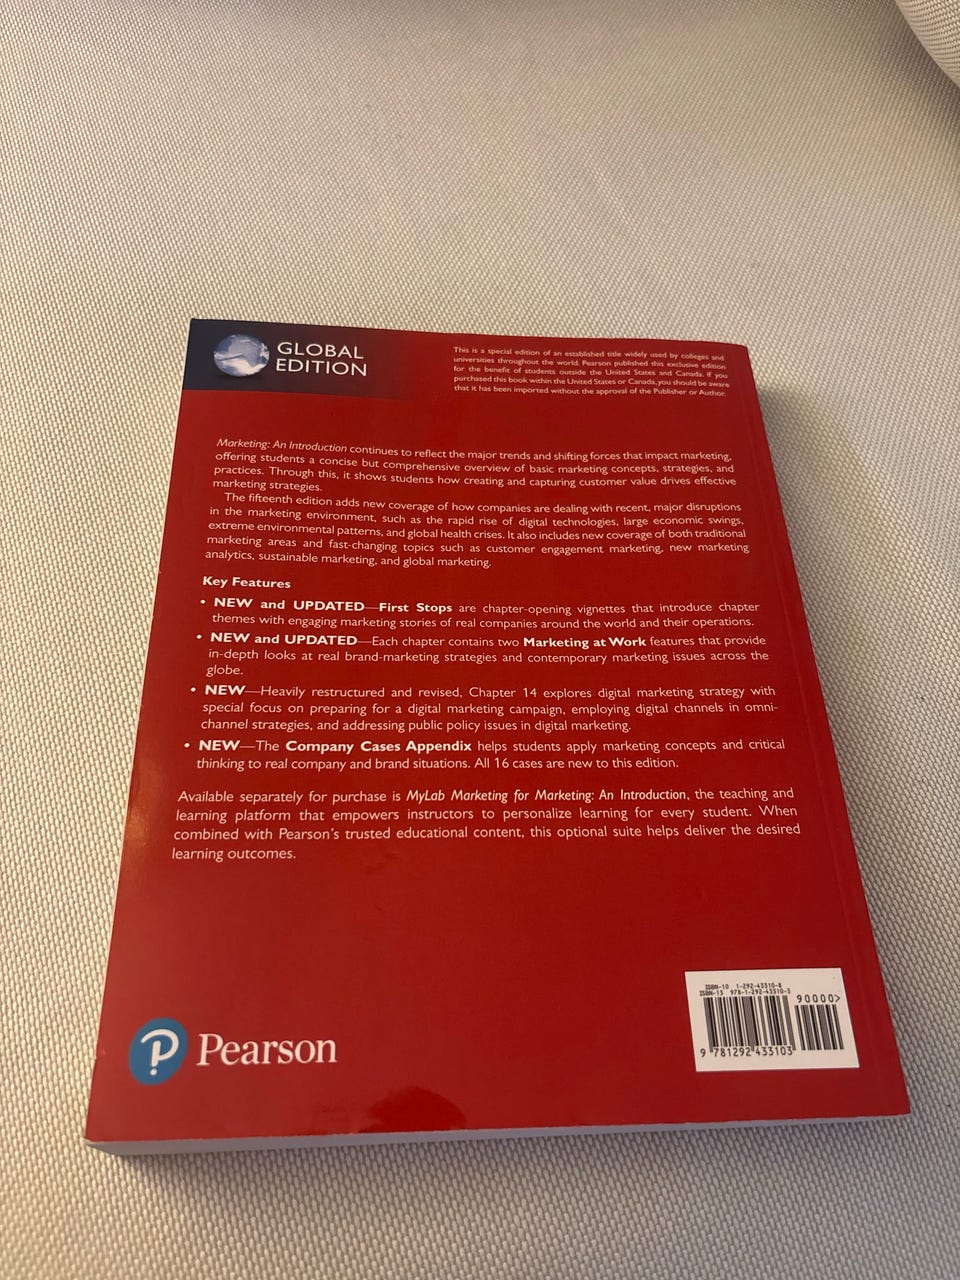 GLOBAL
EDITION
This is a special edition of an established title widely used by colleges and
universities throughout the world. Pearson published this exclusive edition
for the benefit of students outside the United States and Canada. If you
purchased this book within the United States or Canada, you should be aware
that it has been imported without the approval of the Publisher or Author.
Marketing: An Introduction continues to reflect the major trends and shifting forces that impact marketing,
offering students a concise but comprehensive overview of basic marketing concepts, strategies, and
practices. Through this, it shows students how creating and capturing customer value drives effective
marketing strategies.
The fifteenth edition adds new coverage of how companies are dealing with recent, major disruptions
in the marketing environment, such as the rapid rise of digital technologies, large economic swings,
extreme environmental patterns, and global health crises. It also includes new coverage of both traditional
marketing areas and fast-changing topics such as customer engagement marketing, new marketing
analytics, sustainable marketing, and global marketing.
Key Features
• NEW and UPDATED—First Stops are chapter-opening vignettes that introduce chapter
themes with engaging marketing stories of real companies around the world and their operations.
• NEW and UPDATED—Each chapter contains two Marketing at Work features that provide
in-depth looks at real brand-marketing strategies and contemporary marketing issues across the
globe.
• NEW—Heavily restructured and revised, Chapter 14 explores digital marketing strategy with
special focus on preparing for a digital marketing campaign, employing digital channels in omni-
channel strategies, and addressing public policy issues in digital marketing.
• NEW—The Company Cases Appendix helps students apply marketing concepts and critical
thinking to real company and brand situations. All 16 cases are new to this edition.
Available separately for purchase is MyLab Marketing for Marketing: An Introduction, the teaching and
learning platform that empowers instructors to personalize learning for every student. When
combined with Pearson's trusted educational content, this optional suite helps deliver the desired
learning outcomes.
P Pearson
ISBN-10 1-292-43310-8
ISBN-13 978-1-292-43310-3
90000>
9 781292 433103